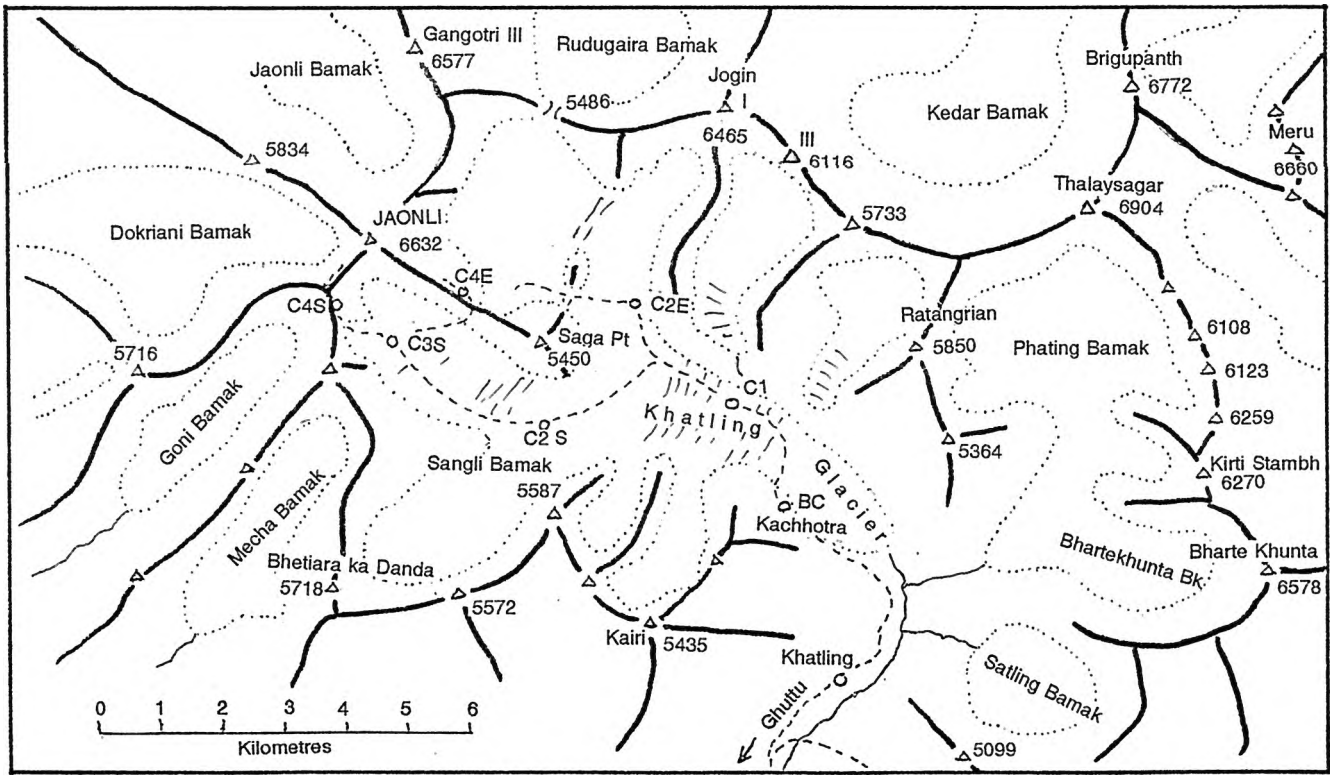 Gangotri III
6577
Rudugaira Bamak
Jaonli Bamak
Jogin
I
6465
5486
Brigupanth
6772
Kedar Bamak
Meru
6660
III
6116
5834
Thalaysagar
6904
JAONLI
6632
5733
Dokriani Bamak
C4E
C4S
C2E
C3S
Saga Pt
5450
Ratangrian
5850
6108
Phating Bamak
6123
5716
C1
Khatling
Glacier
6259
C2 S
Goni Bamak
Sangli Bamak
5364
Kirti Stambh
6270
5587
Mecha Bamak
BC
Kachhotra
Bhartekhunta Bk
Bharte Khunta
6578
Bhetiara ka Danda
5718
5572
Kairi
5435
Khatling
Satling Bamak
Ghuttu
5099
0 1 2 3 4 5 6
Kilometres